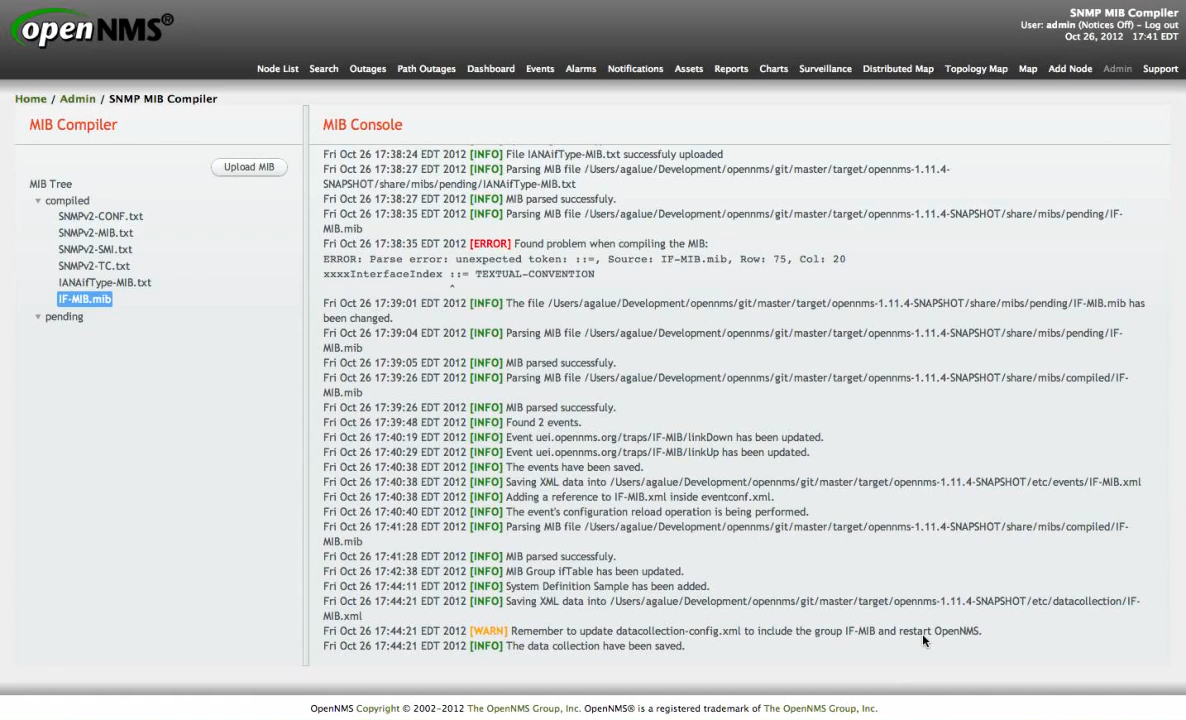 openNMS®
SNMP MIB Compiler
User: admin (Notices Off) - Log out
Oct 26, 2012 17:41 EDT
Node List Search Outages Path Outages Dashboard Events Alarms Notifications Assets Reports Charts Surveillance Distributed Map Topology Map Map Add Node Admin Support
Home / Admin / SNMP MIB Compiler
MIB Compiler
Upload MIB
MIB Tree
compiled
SNMPv2-CONF.txt
SNMPv2-MIB.txt
SNMPv2-SMI.txt
SNMPv2-TC.txt
IANAifType-MIB.txt
IF-MIB.mib
pending
MIB Console
Fri Oct 26 17:38:24 EDT 2012 [INFO] File IANAifType-MIB.txt successfuly uploaded
Fri Oct 26 17:38:27 EDT 2012 [INFO] Parsing MIB file /Users/agalue/Development/opennms/git/master/target/opennms-1.11.4-
SNAPSHOT/share/mibs/pending/IANAifType-MIB.txt
Fri Oct 26 17:38:27 EDT 2012 [INFO] MIB parsed successfuly.
Fri Oct 26 17:38:35 EDT 2012 [INFO] Parsing MIB file /Users/agalue/Development/opennms/git/master/target/opennms-1.11.4-SNAPSHOT/share/mibs/pending/IF-
MIB.mib
Fri Oct 26 17:38:35 EDT 2012 [ERROR] Found problem when compiling the MIB:
ERROR: Parse error: unexpected token: ::=, Source: IF-MIB.mib, Row: 75, Col: 20
xxxxInterfaceIndex ::= TEXTUAL-CONVENTION
^
Fri Oct 26 17:39:01 EDT 2012 [INFO] The file /Users/agalue/Development/opennms/git/master/target/opennms-1.11.4-SNAPSHOT/share/mibs/pending/IF-MIB.mib has
been changed.
Fri Oct 26 17:39:04 EDT 2012 [INFO] Parsing MIB file /Users/agalue/Development/opennms/git/master/target/opennms-1.11.4-SNAPSHOT/share/mibs/pending/IF-
MIB.mib
Fri Oct 26 17:39:05 EDT 2012 [INFO] MIB parsed successfuly.
Fri Oct 26 17:39:26 EDT 2012 [INFO] Parsing MIB file /Users/agalue/Development/opennms/git/master/target/opennms-1.11.4-SNAPSHOT/share/mibs/compiled/IF-
MIB.mib
Fri Oct 26 17:39:26 EDT 2012 [INFO] MIB parsed successfuly.
Fri Oct 26 17:39:48 EDT 2012 [INFO] Found 2 events.
Fri Oct 26 17:40:19 EDT 2012 [INFO] Event uei.opennms.org/traps/IF-MIB/linkDown has been updated.
Fri Oct 26 17:40:29 EDT 2012 [INFO] Event uei.opennms.org/traps/IF-MIB/linkUp has been updated.
Fri Oct 26 17:40:38 EDT 2012 [INFO] The events have been saved.
Fri Oct 26 17:40:38 EDT 2012 [INFO] Saving XML data into /Users/agalue/Development/opennms/git/master/target/opennms-1.11.4-SNAPSHOT/etc/events/IF-MIB.xml
Fri Oct 26 17:40:38 EDT 2012 [INFO] Adding a reference to IF-MIB.xml inside eventconf.xml.
Fri Oct 26 17:40:40 EDT 2012 [INFO] The event's configuration reload operation is being performed.
Fri Oct 26 17:41:28 EDT 2012 [INFO] Parsing MIB file /Users/agalue/Development/opennms/git/master/target/opennms-1.11.4-SNAPSHOT/share/mibs/compiled/IF-
MIB.mib
Fri Oct 26 17:41:28 EDT 2012 [INFO] MIB parsed successfuly.
Fri Oct 26 17:42:38 EDT 2012 [INFO] MIB Group ifTable has been updated.
Fri Oct 26 17:44:11 EDT 2012 [INFO] System Definition Sample has been added.
Fri Oct 26 17:44:21 EDT 2012 [INFO] Saving XML data into /Users/agalue/Development/opennms/git/master/target/opennms-1.11.4-SNAPSHOT/etc/datacollection/IF-
MIB.xml
Fri Oct 26 17:44:21 EDT 2012 [WARN] Remember to update datacollection-config.xml to include the group IF-MIB and restart OpenNMS.
Fri Oct 26 17:44:21 EDT 2012 [INFO] The data collection have been saved.
OpenNMS Copyright © 2002-2012 The OpenNMS Group, Inc. OpenNMS® is a registered trademark of The OpenNMS Group, Inc.